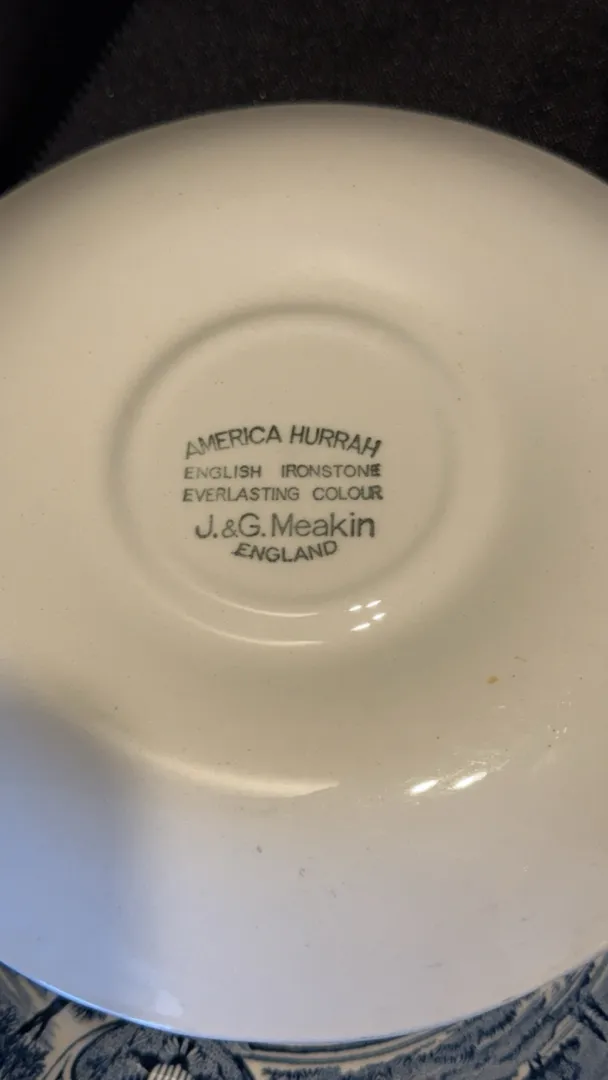 AMERICA HURRAH
ENGLISH IRONSTONE
EVERLASTING COLOUR
J.&G.Meakin
ENGLAND